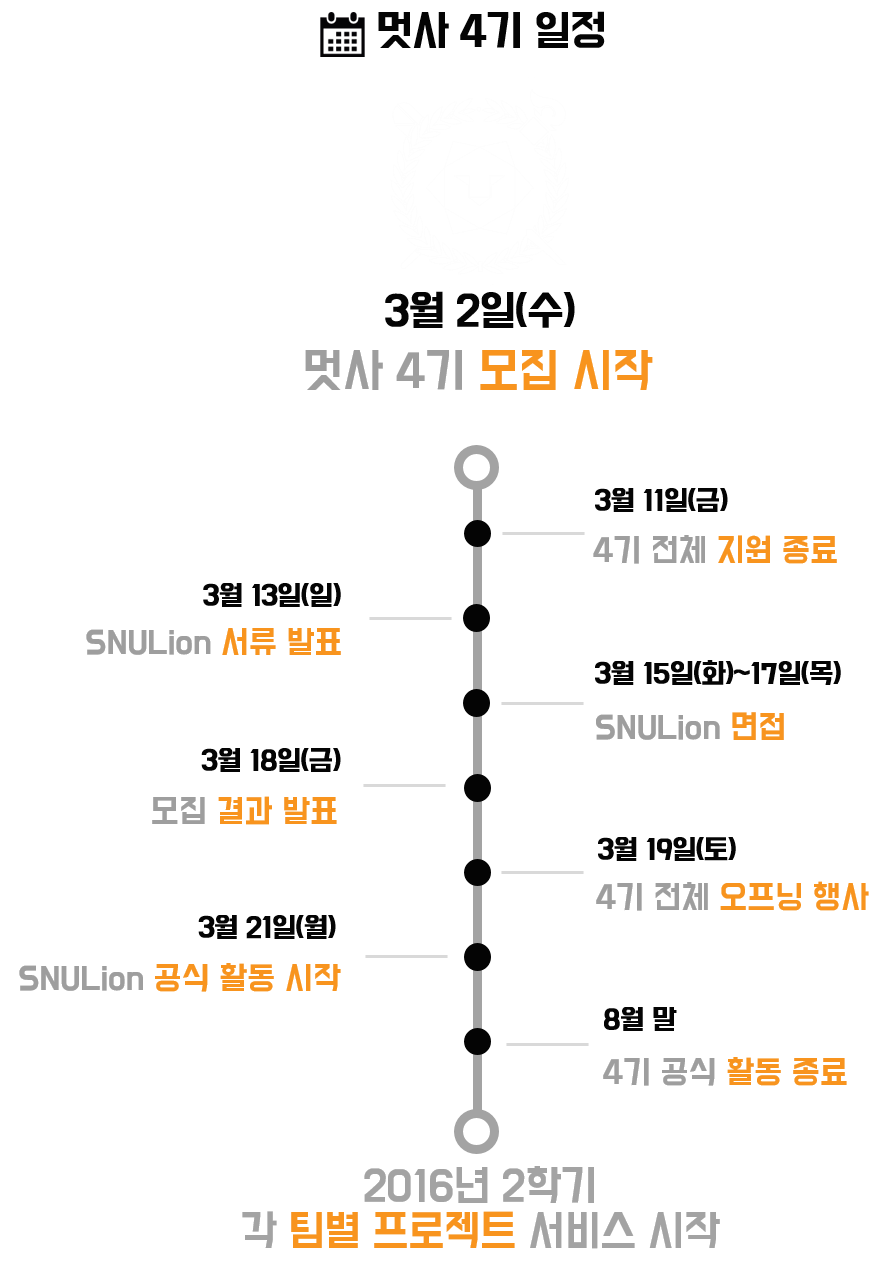 멋사 4기 일정
3월 2일(수)
멋사 4기 모집 시작
3월 11일(금)
4기 전체 지원 종료
3월 13일(일)
SNULion 서류 발표
3월 15일(화)~17일(목)
SNULion 면접
3월 18일(금)
모집 결과 발표
3월 19일(토)
4기 전체 오프닝 행사
3월 21일(월)
SNULion 공식 활동 시작
8월 말
4기 공식 활동 종료
2016년 2학기
각 팀별 프로젝트 서비스 시작